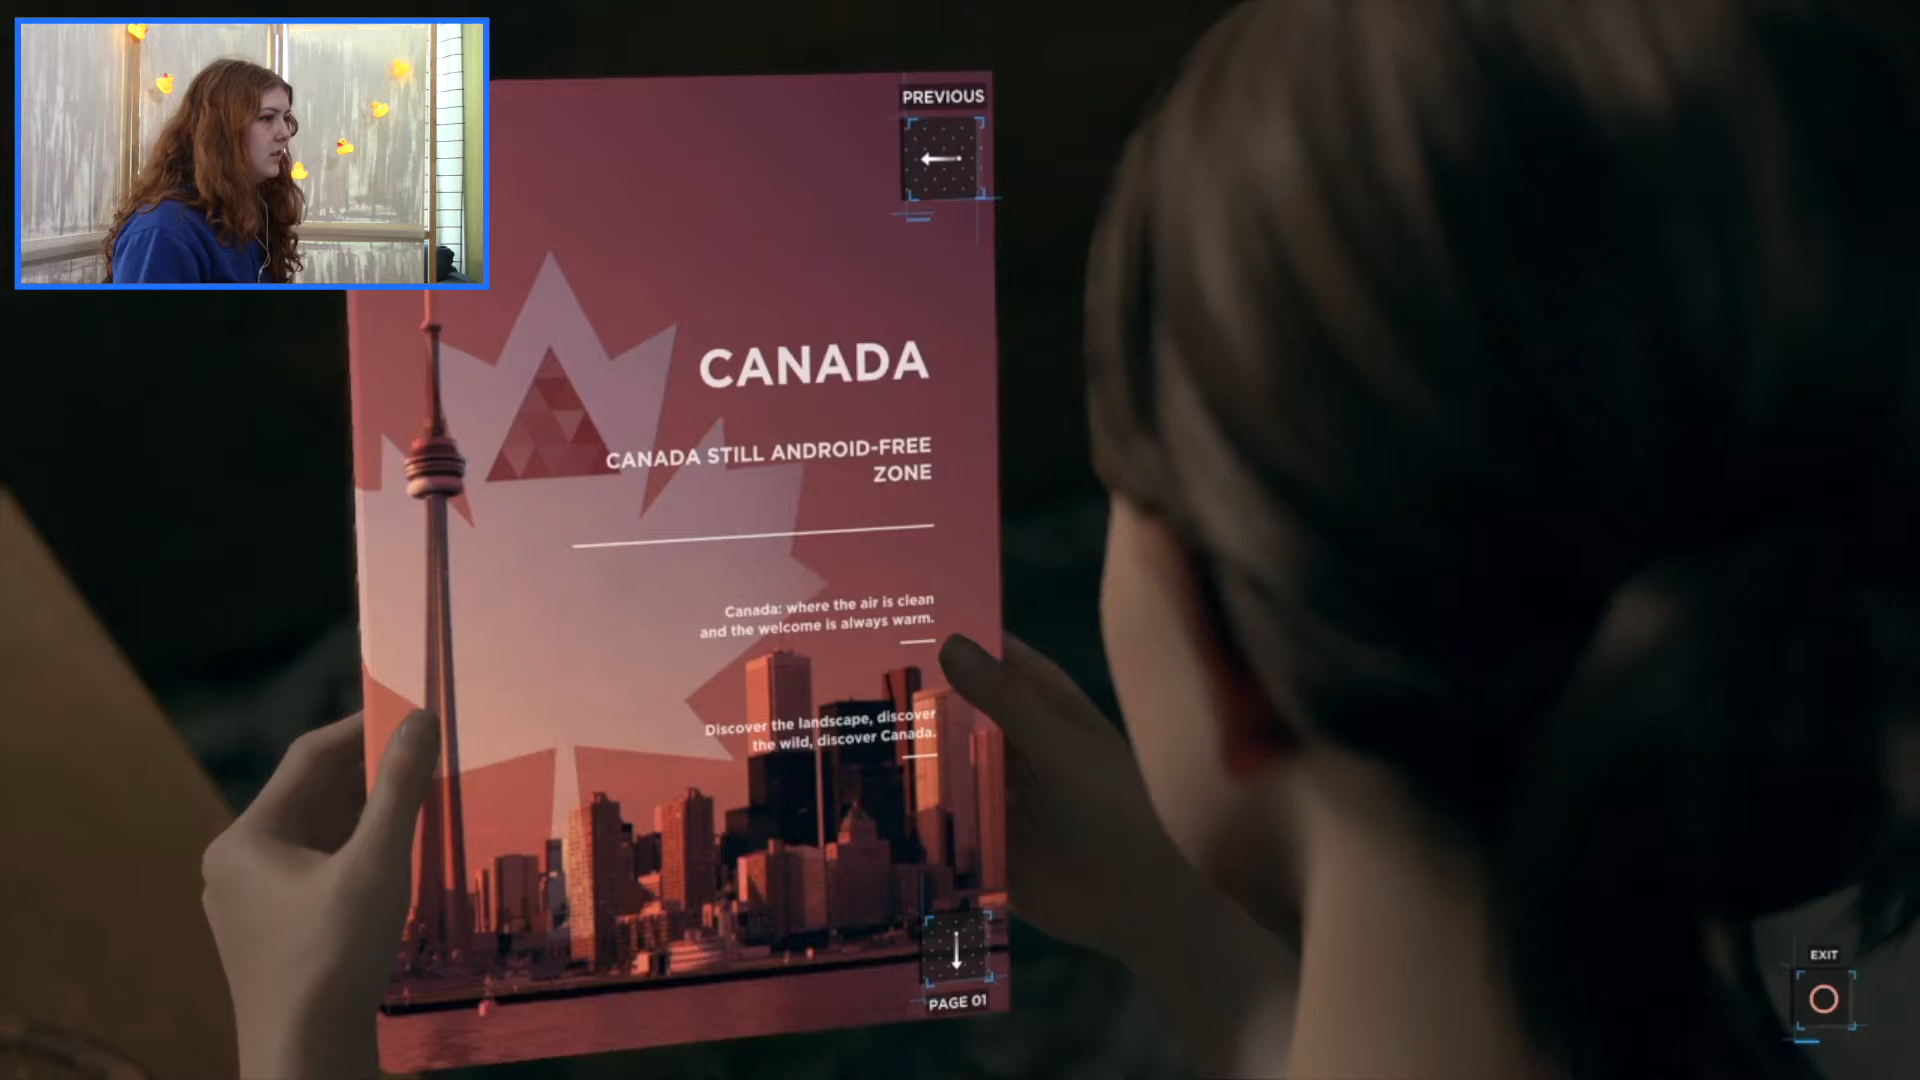 PREVIOUS
CANADA
CANADA STILL ANDROID-FREE
ZONE
Canada: where the air is clean
and the welcome is always warm.
Discover the landscape, discover
the wild, discover Canada.
PAGE 01
EXIT